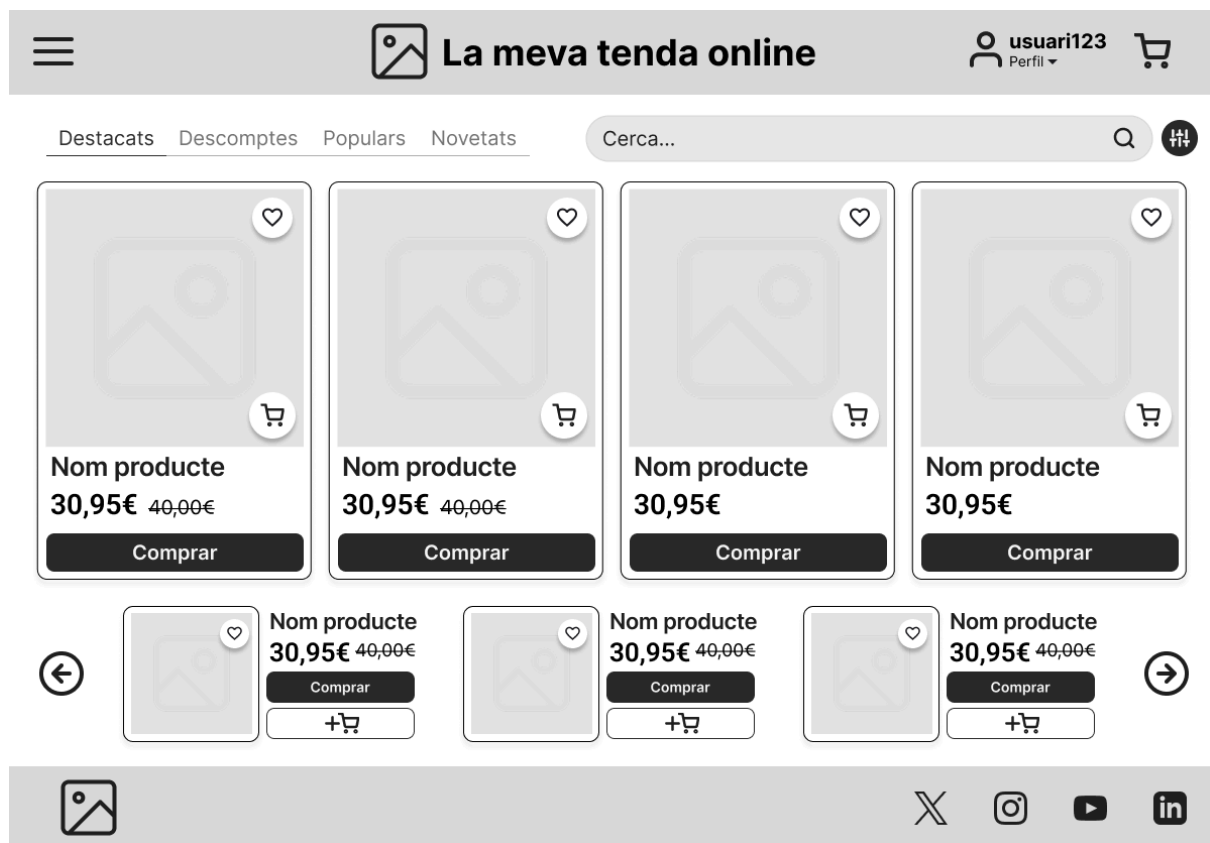 La meva tenda online
usuari123
Perfil
Destacats Descomptes Populars Novetats
Cerca...
Nom producte
30,95€ 40,00€
Comprar
Nom producte
30,95€ 40,00€
Comprar
Nom producte
30,95€
Comprar
Nom producte
30,95€
Comprar
Nom producte
30,95€ 40,00€
Comprar
+
Nom producte
30,95€ 40,00€
Comprar
+
Nom producte
30,95€ 40,00€
Comprar
+